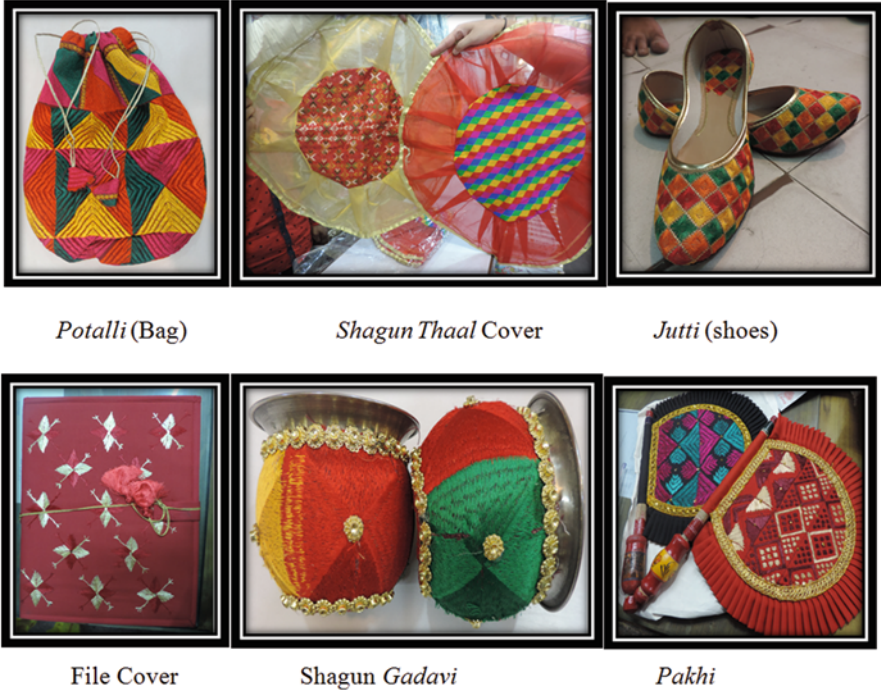 Potalli (Bag)
Shagun Thaal Cover
Jutti (shoes)
File Cover
Shagun Gadavi
Pakhi